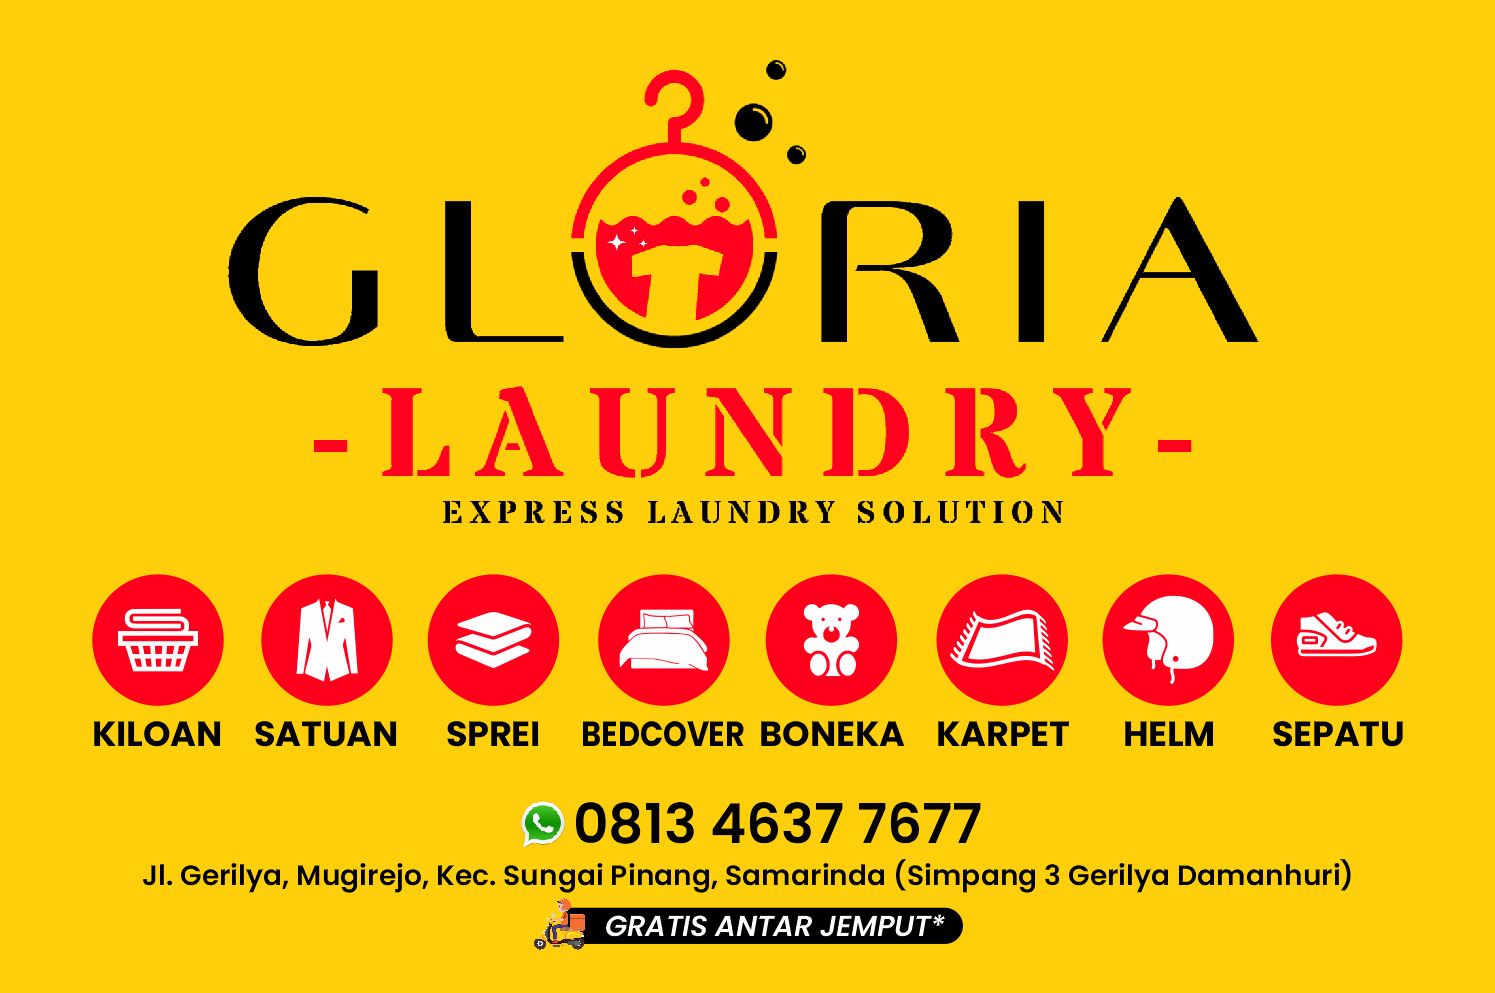 GLORIA
-LAUNDRY-
EXPRESS LAUNDRY SOLUTION
KILOAN SATUAN SPREI BEDCOVER BONEKA KARPET HELM SEPATU
0813 4637 7677
Jl. Gerilya, Mugirejo, Kec. Sungai Pinang, Samarinda (Simpang 3 Gerilya Damanhuri)
GRATIS ANTAR JEMPUT*